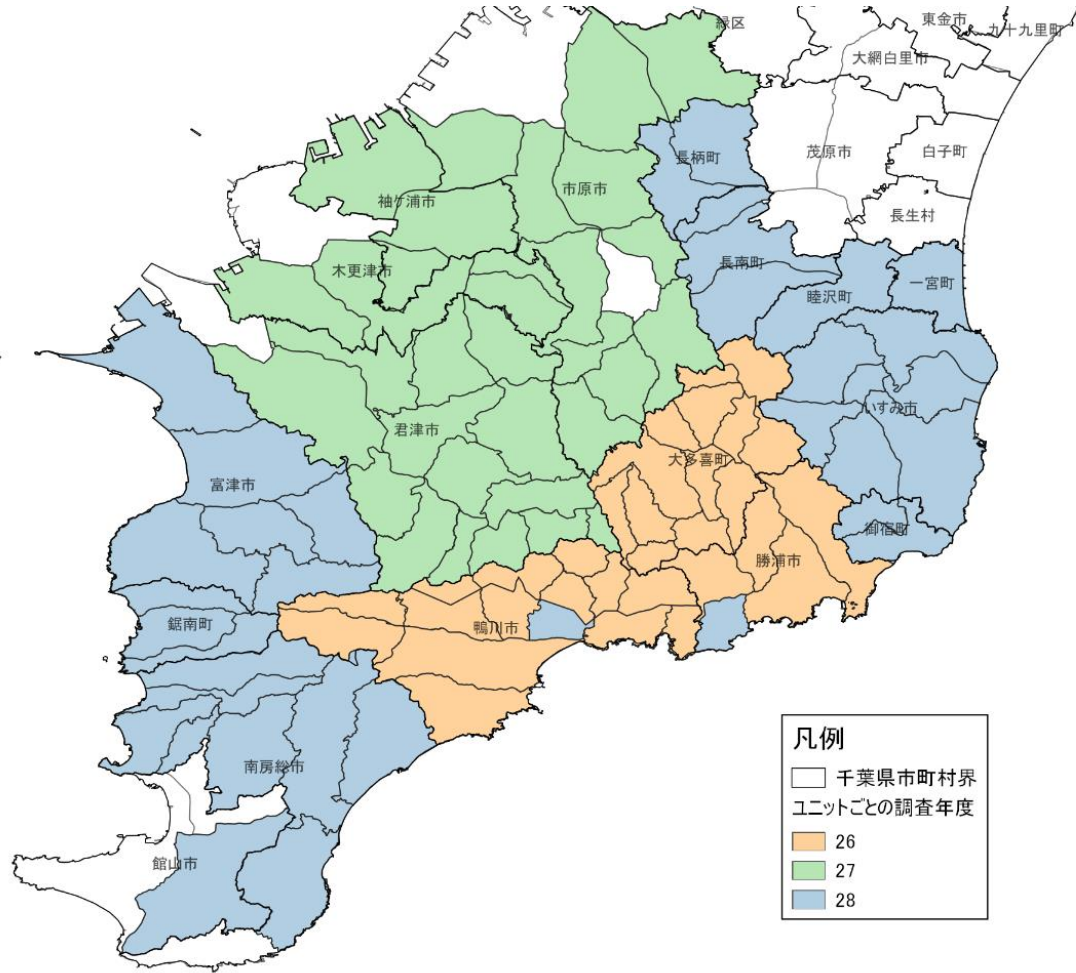 緑区
東金市
九十九里町
大網白里市
長柄町
茂原市
白子町
市原市
袖ケ浦市
長生村
木更津市
長南町
睦沢町
一宮町
いすみ市
君津市
大多喜町
富津市
御宿町
勝浦市
鋸南町
鴨川市
南房総市
館山市
凡例
千葉県市町村界
ユニットごとの調査年度
26
27
28